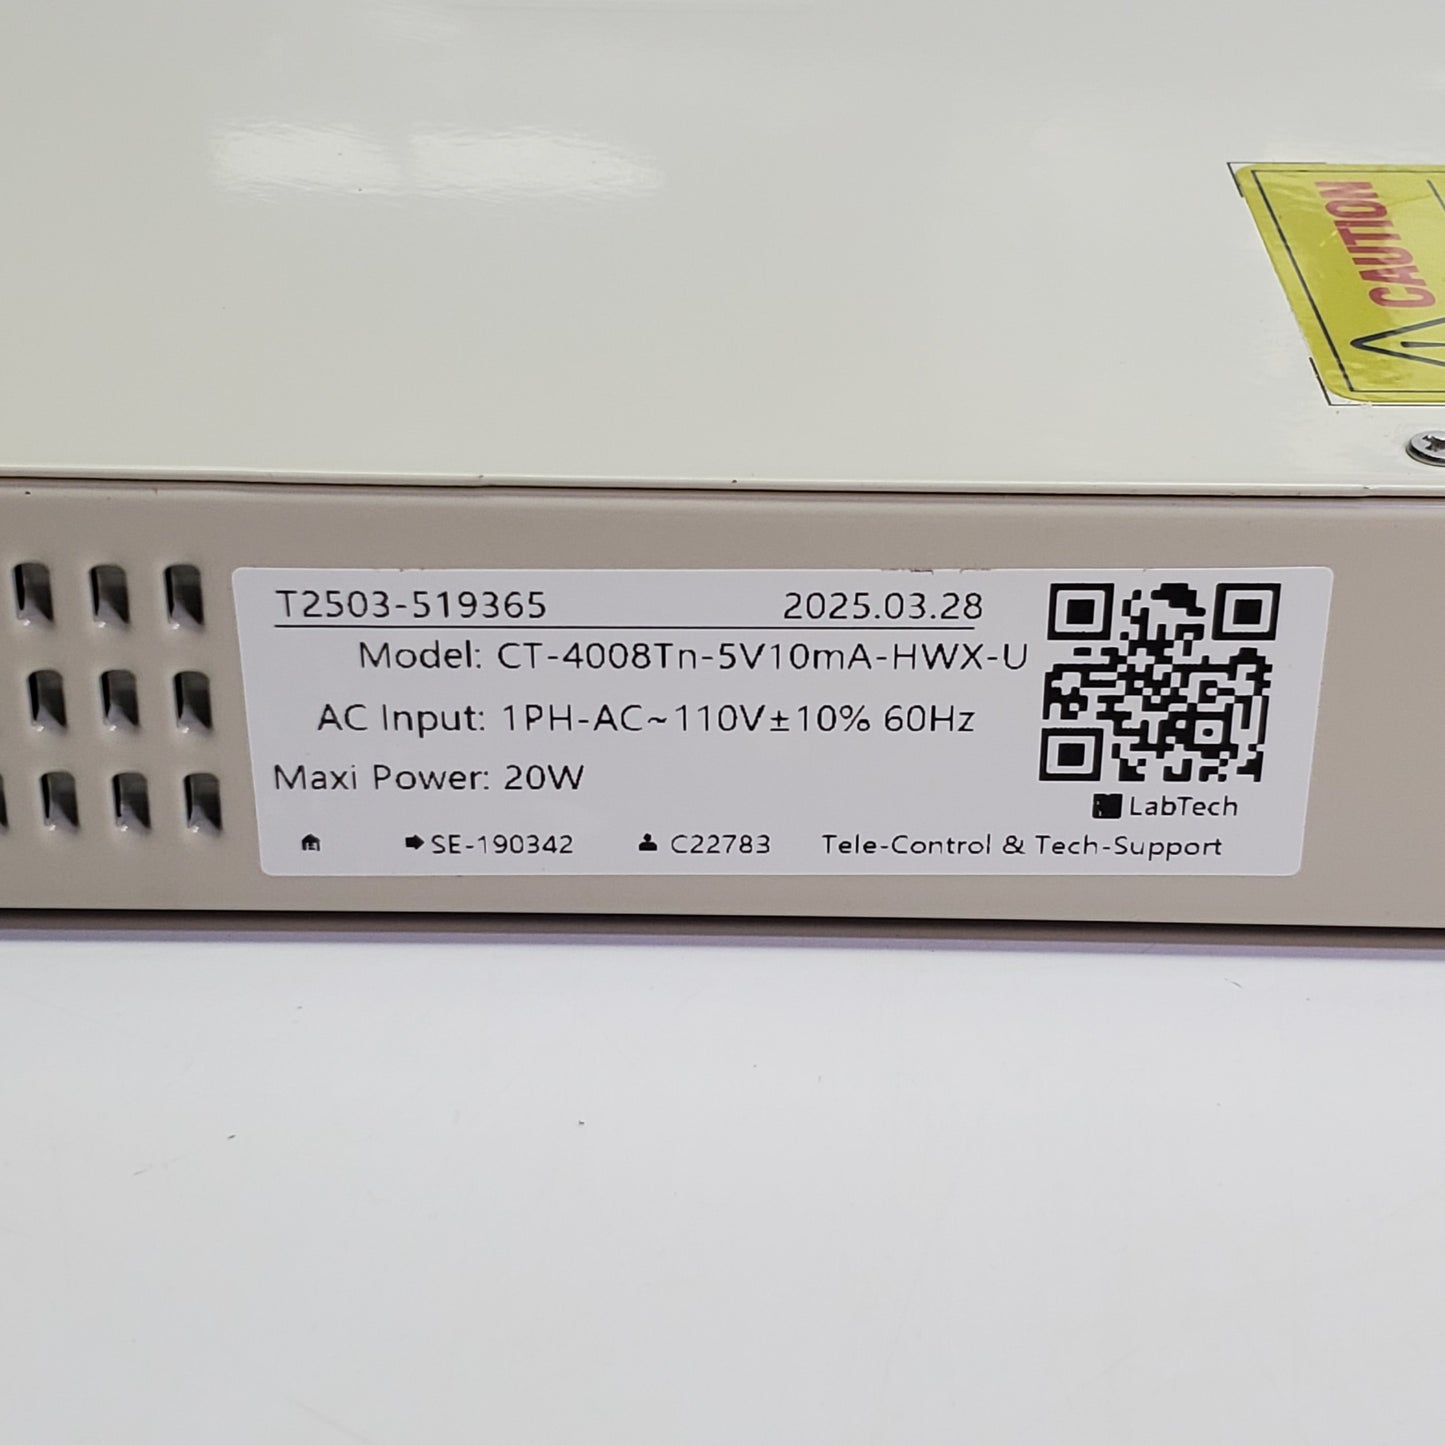 CAUTION
T2503-519365 2025.03.28
Model: CT-4008Tn-5V10mA-HWX-U
AC Input: 1PH-AC~110V±10% 60Hz
Maxi Power: 20W
LabTech
SE-190342 C22783 Tele-Control & Tech-Support